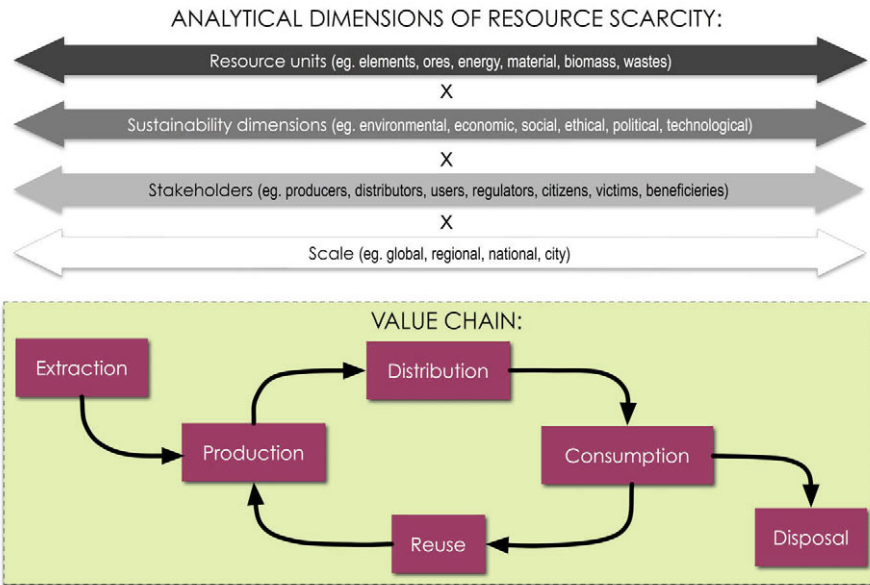 ANALYTICAL DIMENSIONS OF RESOURCE SCARCITY:
Resource units (eg. elements, ores, energy, material, biomass, wastes)
X
Sustainability dimensions (eg. environmental, economic, social, ethical, political, technological)
X
Stakeholders (eg. producers, distributors, users, regulators, citizens, victims, beneficieries)
X
Scale (eg. global, regional, national, city)
VALUE CHAIN:
Extraction
Distribution
Production
Consumption
Reuse
Disposal